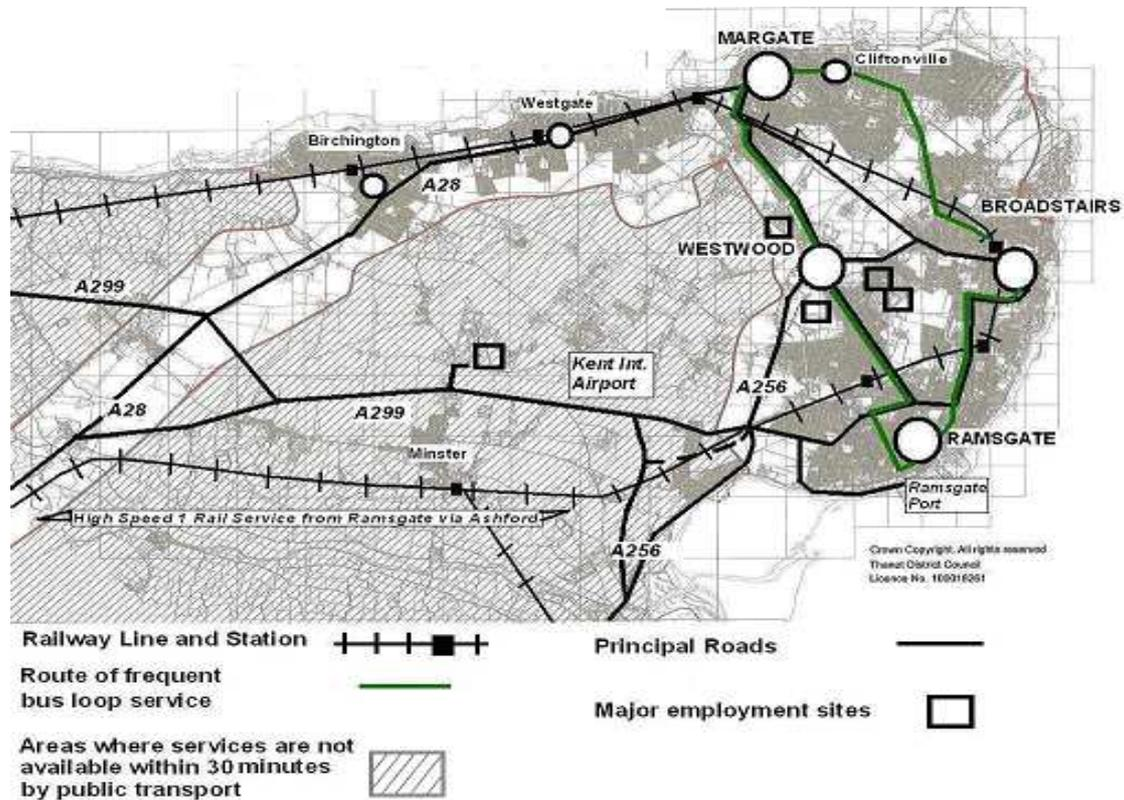 MARGATE
Cliftonville
Westgate
Birchington
A28
BROADSTAIRS
WESTWOOD
A299
Kent Int.
Airport
A256
A28
A299
RAMSGATE
Minster
Ramsgate
Port
High Speed 1 Rail Service from Ramsgate via Ashford
A256
Crown Copyright. All rights reserved
Thanet District Council
Licence No. 100018261
Railway Line and Station
Principal Roads
Route of frequent
bus loop service
Major employment sites
Areas where services are not
available within 30 minutes
by public transport